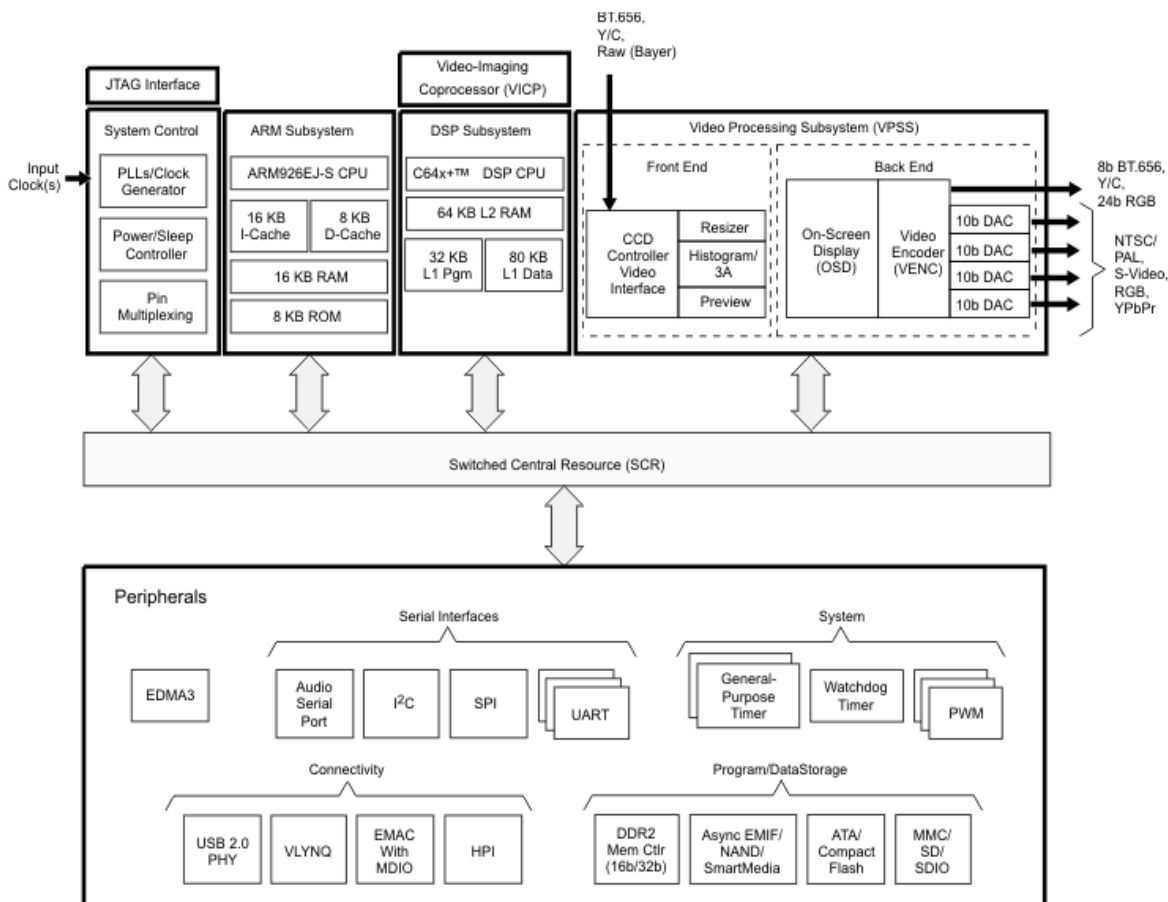 BT.656,
Y/C,
Raw (Bayer)
JTAG Interface
Video-Imaging
Coprocessor (VICP)
System Control
ARM Subsystem
DSP Subsystem
Video Processing Subsystem (VPSS)
Input
Clock(s)
PLLs/Clock
Generator
Power/Sleep
Controller
Pin
Multiplexing
ARM926EJ-S CPU
16 KB
I-Cache
8 KB
D-Cache
16 KB RAM
8 KB ROM
C64x+™ DSP CPU
64 KB L2 RAM
32 KB
L1 Pgm
80 KB
L1 Data
Front End
CCD
Controller
Video
Interface
Resizer
Histogram/
3A
Preview
Back End
On-Screen
Display
(OSD)
Video
Encoder
(VENC)
10b DAC
10b DAC
10b DAC
10b DAC
8b BT.656,
Y/C,
24b RGB
NTSC/
PAL,
S-Video,
RGB,
YPbPr
Switched Central Resource (SCR)
Peripherals
Serial Interfaces
System
EDMA3
Audio
Serial
Port
I²C
SPI
UART
General-
Purpose
Timer
Watchdog
Timer
PWM
Connectivity
Program/DataStorage
USB 2.0
PHY
VLYNQ
EMAC
With
MDIO
HPI
DDR2
Mem Ctlr
(16b/32b)
Async EMIF/
NAND/
SmartMedia
ATA/
Compact
Flash
MMC/
SD/
SDIO